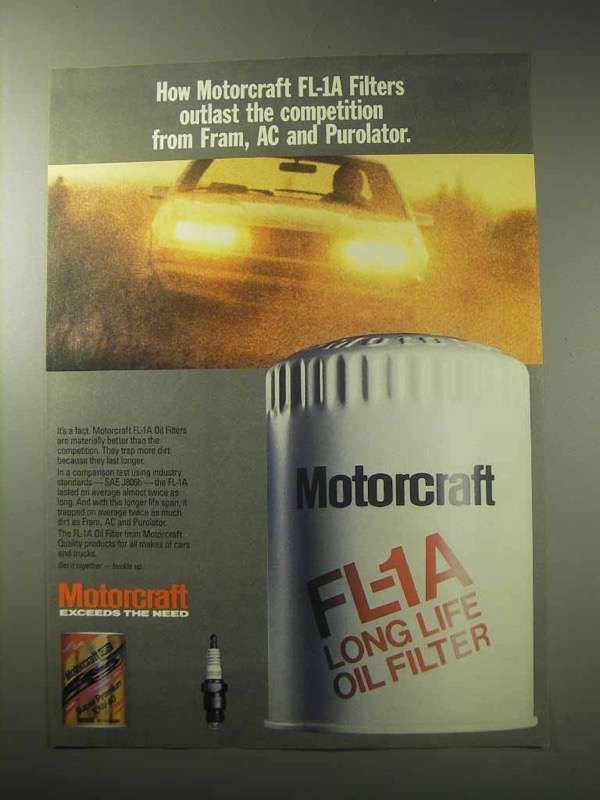 How Motorcraft FL-1A Filters
outlast the competition
from Fram, AC and Purolator.
It's a fact. Motorcraft FL-1A Oil Filters
are materially better than the
competition. They trap more dirt
because they last longer.
In a comparison test using industry
standards — SAE J806b — the FL-1A
lasted on average almost twice as
long. And with this longer life span, it
trapped on average twice as much
dirt as Fram, AC and Purolator.
The FL-1A Oil Filter from Motorcraft.
Quality products for all makes of cars
and trucks.
Get it together — buckle up.
Motorcraft
EXCEEDS THE NEED
Motorcraft
Super Premium
10W40
Motorcraft
FL-1A
LONG LIFE
OIL FILTER